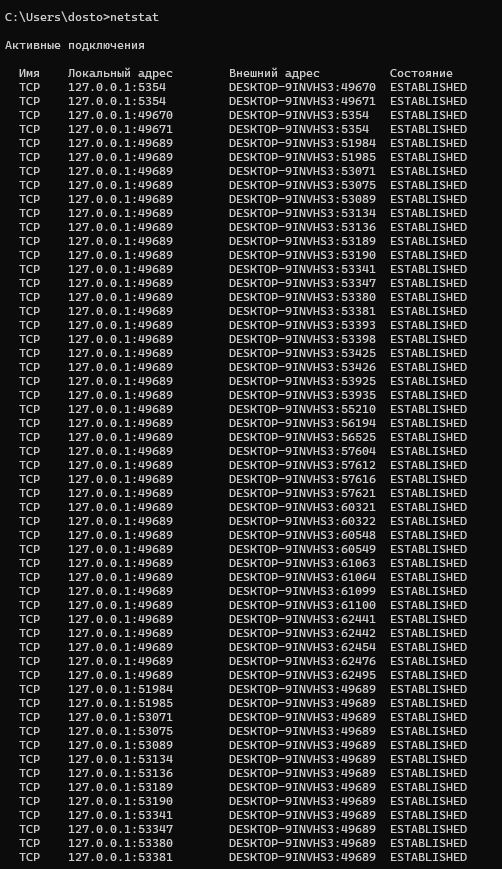 C:\Users\dosto>netstat
Активные подключения
Имя Локальный адрес Внешний адрес Состояние
TCP 127.0.0.1:5354 DESKTOP-9INVHS3:49670 ESTABLISHED
TCP 127.0.0.1:5354 DESKTOP-9INVHS3:49671 ESTABLISHED
TCP 127.0.0.1:49670 DESKTOP-9INVHS3:5354 ESTABLISHED
TCP 127.0.0.1:49671 DESKTOP-9INVHS3:5354 ESTABLISHED
TCP 127.0.0.1:49689 DESKTOP-9INVHS3:51984 ESTABLISHED
TCP 127.0.0.1:49689 DESKTOP-9INVHS3:51985 ESTABLISHED
TCP 127.0.0.1:49689 DESKTOP-9INVHS3:53071 ESTABLISHED
TCP 127.0.0.1:49689 DESKTOP-9INVHS3:53075 ESTABLISHED
TCP 127.0.0.1:49689 DESKTOP-9INVHS3:53089 ESTABLISHED
TCP 127.0.0.1:49689 DESKTOP-9INVHS3:53134 ESTABLISHED
TCP 127.0.0.1:49689 DESKTOP-9INVHS3:53136 ESTABLISHED
TCP 127.0.0.1:49689 DESKTOP-9INVHS3:53189 ESTABLISHED
TCP 127.0.0.1:49689 DESKTOP-9INVHS3:53190 ESTABLISHED
TCP 127.0.0.1:49689 DESKTOP-9INVHS3:53341 ESTABLISHED
TCP 127.0.0.1:49689 DESKTOP-9INVHS3:53347 ESTABLISHED
TCP 127.0.0.1:49689 DESKTOP-9INVHS3:53380 ESTABLISHED
TCP 127.0.0.1:49689 DESKTOP-9INVHS3:53381 ESTABLISHED
TCP 127.0.0.1:49689 DESKTOP-9INVHS3:53393 ESTABLISHED
TCP 127.0.0.1:49689 DESKTOP-9INVHS3:53398 ESTABLISHED
TCP 127.0.0.1:49689 DESKTOP-9INVHS3:53425 ESTABLISHED
TCP 127.0.0.1:49689 DESKTOP-9INVHS3:53426 ESTABLISHED
TCP 127.0.0.1:49689 DESKTOP-9INVHS3:53925 ESTABLISHED
TCP 127.0.0.1:49689 DESKTOP-9INVHS3:53935 ESTABLISHED
TCP 127.0.0.1:49689 DESKTOP-9INVHS3:55210 ESTABLISHED
TCP 127.0.0.1:49689 DESKTOP-9INVHS3:56194 ESTABLISHED
TCP 127.0.0.1:49689 DESKTOP-9INVHS3:56525 ESTABLISHED
TCP 127.0.0.1:49689 DESKTOP-9INVHS3:57604 ESTABLISHED
TCP 127.0.0.1:49689 DESKTOP-9INVHS3:57612 ESTABLISHED
TCP 127.0.0.1:49689 DESKTOP-9INVHS3:57616 ESTABLISHED
TCP 127.0.0.1:49689 DESKTOP-9INVHS3:57621 ESTABLISHED
TCP 127.0.0.1:49689 DESKTOP-9INVHS3:60321 ESTABLISHED
TCP 127.0.0.1:49689 DESKTOP-9INVHS3:60322 ESTABLISHED
TCP 127.0.0.1:49689 DESKTOP-9INVHS3:60548 ESTABLISHED
TCP 127.0.0.1:49689 DESKTOP-9INVHS3:60549 ESTABLISHED
TCP 127.0.0.1:49689 DESKTOP-9INVHS3:61063 ESTABLISHED
TCP 127.0.0.1:49689 DESKTOP-9INVHS3:61064 ESTABLISHED
TCP 127.0.0.1:49689 DESKTOP-9INVHS3:61099 ESTABLISHED
TCP 127.0.0.1:49689 DESKTOP-9INVHS3:61100 ESTABLISHED
TCP 127.0.0.1:49689 DESKTOP-9INVHS3:62441 ESTABLISHED
TCP 127.0.0.1:49689 DESKTOP-9INVHS3:62442 ESTABLISHED
TCP 127.0.0.1:49689 DESKTOP-9INVHS3:62454 ESTABLISHED
TCP 127.0.0.1:49689 DESKTOP-9INVHS3:62476 ESTABLISHED
TCP 127.0.0.1:49689 DESKTOP-9INVHS3:62495 ESTABLISHED
TCP 127.0.0.1:51984 DESKTOP-9INVHS3:49689 ESTABLISHED
TCP 127.0.0.1:51985 DESKTOP-9INVHS3:49689 ESTABLISHED
TCP 127.0.0.1:53071 DESKTOP-9INVHS3:49689 ESTABLISHED
TCP 127.0.0.1:53075 DESKTOP-9INVHS3:49689 ESTABLISHED
TCP 127.0.0.1:53089 DESKTOP-9INVHS3:49689 ESTABLISHED
TCP 127.0.0.1:53134 DESKTOP-9INVHS3:49689 ESTABLISHED
TCP 127.0.0.1:53136 DESKTOP-9INVHS3:49689 ESTABLISHED
TCP 127.0.0.1:53189 DESKTOP-9INVHS3:49689 ESTABLISHED
TCP 127.0.0.1:53190 DESKTOP-9INVHS3:49689 ESTABLISHED
TCP 127.0.0.1:53341 DESKTOP-9INVHS3:49689 ESTABLISHED
TCP 127.0.0.1:53347 DESKTOP-9INVHS3:49689 ESTABLISHED
TCP 127.0.0.1:53380 DESKTOP-9INVHS3:49689 ESTABLISHED
TCP 127.0.0.1:53381 DESKTOP-9INVHS3:49689 ESTABLISHED